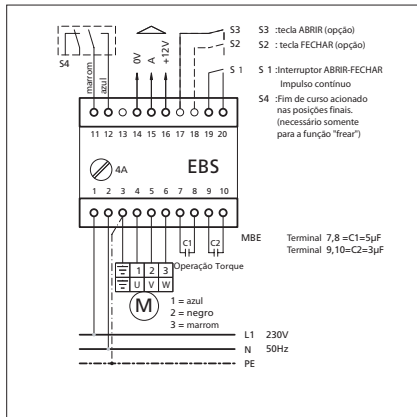 S3 S3 :tecla ABRIR (opção)
S2 S2 : tecla FECHAR (opção)
S 1 S 1 : Interruptor ABRIR-FECHAR
Impulso contínuo
S4 S4 :Fim de curso acionado
nas posições finais.
(necessário somente
para a função "frear")
marrom
azul
0V
A
+12V
11 12 13 14 15 16 17 18 19 20
4A
EBS
1 2 3 4 5 6 7 8 9 10
C1 C2
MBE
Terminal 7,8 =C1=5µF
Terminal 9,10=C2=3µF
Operação Torque
1 2 3
U V W
M
1 = azul
2 = negro
3 = marrom
L1 230V
N 50Hz
PE